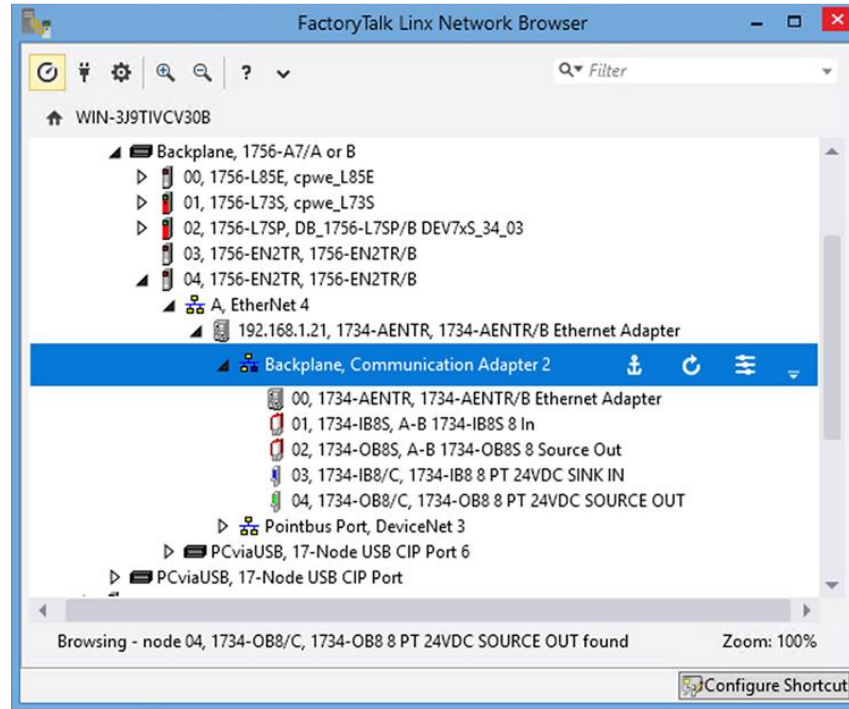 FactoryTalk Linx Network Browser
? Filter
WIN-3J9TIVCV30B
Backplane, 1756-A7/A or B
00, 1756-L85E, cpwe_L85E
01, 1756-L73S, cpwe_L73S
02, 1756-L7SP, DB_1756-L7SP/B DEV7xS_34_03
03, 1756-EN2TR, 1756-EN2TR/B
04, 1756-EN2TR, 1756-EN2TR/B
A, EtherNet 4
192.168.1.21, 1734-AENTR, 1734-AENTR/B Ethernet Adapter
Backplane, Communication Adapter 2
00, 1734-AENTR, 1734-AENTR/B Ethernet Adapter
01, 1734-IB8S, A-B 1734-IB8S 8 In
02, 1734-OB8S, A-B 1734-OB8S 8 Source Out
03, 1734-IB8/C, 1734-IB8 8 PT 24VDC SINK IN
04, 1734-OB8/C, 1734-OB8 8 PT 24VDC SOURCE OUT
Pointbus Port, DeviceNet 3
PCviaUSB, 17-Node USB CIP Port 6
PCviaUSB, 17-Node USB CIP Port
Browsing - node 04, 1734-OB8/C, 1734-OB8 8 PT 24VDC SOURCE OUT found Zoom: 100%
Configure Shortcut